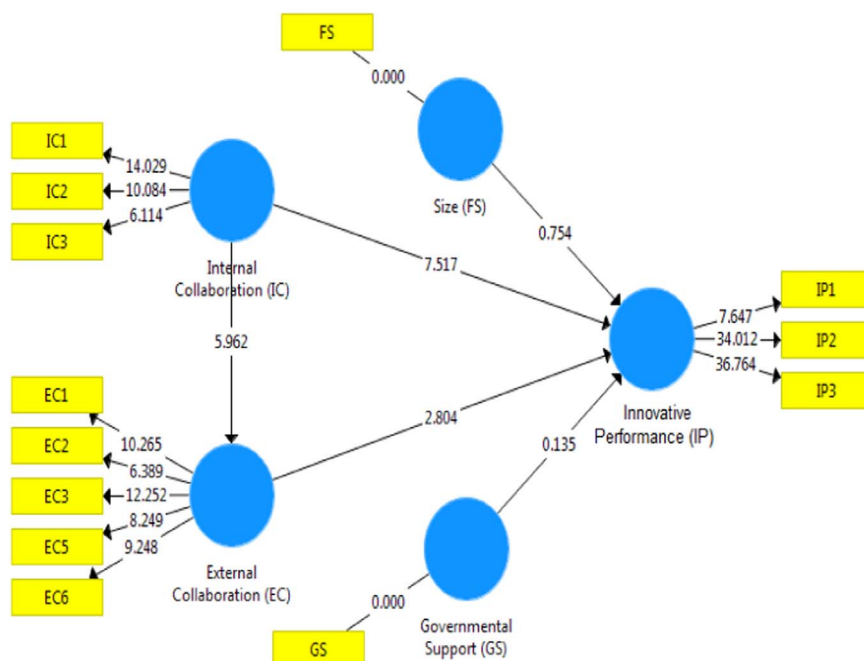 FS
0.000
Size (FS)
0.754
IC1
IC2
IC3
14.029
10.084
6.114
Internal
Collaboration (IC)
7.517
5.962
EC1
EC2
EC3
EC5
EC6
10.265
6.389
12.252
8.249
9.248
External
Collaboration (EC)
2.804
0.135
Innovative
Performance (IP)
7.647
34.012
36.764
IP1
IP2
IP3
Governmental
Support (GS)
0.000
GS